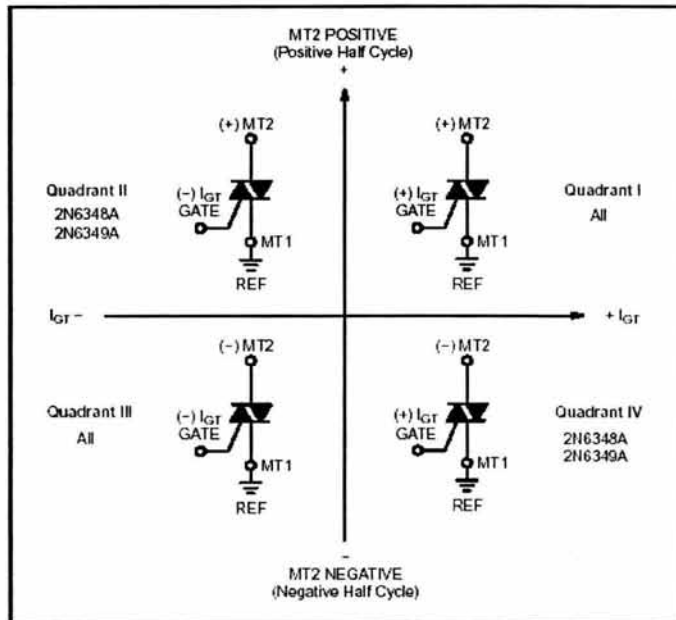 MT2 POSITIVE
(Positive Half Cycle)
+
Quadrant II
2N6348A
2N6349A
(+) MT2
(−) IGT
GATE
MT1
REF
(+) MT2
(+) IGT
GATE
MT1
REF
Quadrant I
All
IGT −
+ IGT
Quadrant III
All
(−) MT2
(−) IGT
GATE
MT1
REF
(−) MT2
(+) IGT
GATE
MT1
REF
Quadrant IV
2N6348A
2N6349A
−
MT2 NEGATIVE
(Negative Half Cycle)